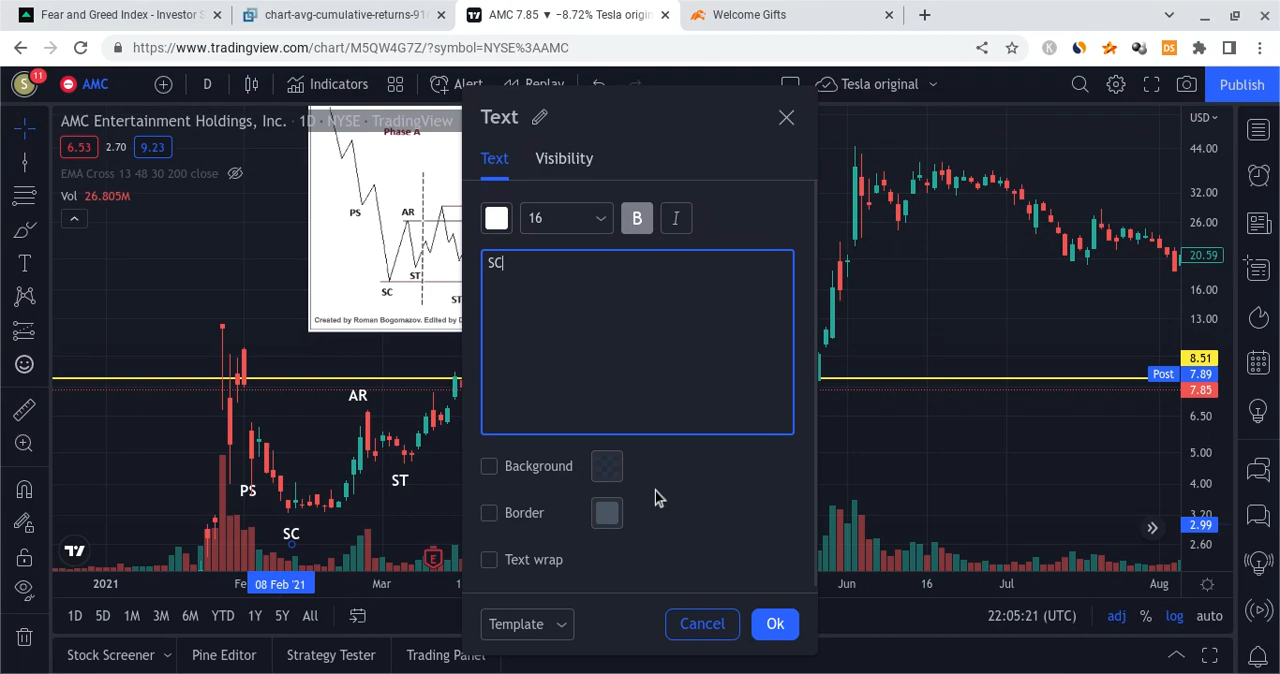 Fear and Greed Index - Investor S
chart-avg-cumulative-returns-91
AMC 7.85 ▼ −8.72% Tesla origin
Welcome Gifts
https://www.tradingview.com/chart/M5QW4G7Z/?symbol=NYSE%3AAMC
S
11
AMC
D
Indicators
Alert
Replay
Tesla original
Publish
AMC Entertainment Holdings, Inc. · 1D · NYSE · TradingView
6.53
2.70
9.23
EMA Cross 13 48 30 200 close
Vol 26.805M
Phase A
PS
AR
ST
SC
ST
Created by Roman Bogomazov. Edited by D
Text
Text
Visibility
16
B
I
SC
Background
Border
Text wrap
Template
Cancel
Ok
AR
PS
ST
SC
E
USD
44.00
32.00
26.00
20.59
16.00
13.00
8.51
Post
7.89
7.85
6.50
5.00
4.00
3.70
2.99
2.60
2021
Fe
08 Feb '21
Mar
1
Jun
16
Jul
Aug
1D
5D
1M
3M
6M
YTD
1Y
5Y
All
22:05:21 (UTC)
adj
%
log
auto
Stock Screener
Pine Editor
Strategy Tester
Trading Panel